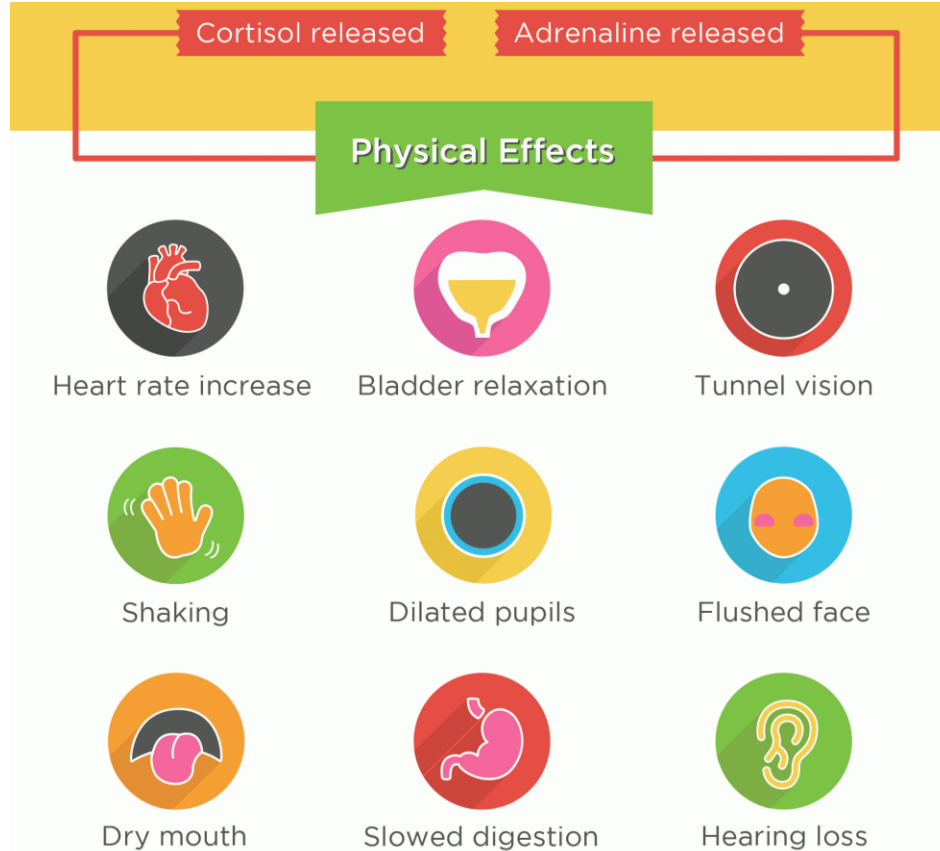 Cortisol released
Adrenaline released
Physical Effects
Heart rate increase
Bladder relaxation
Tunnel vision
Shaking
Dilated pupils
Flushed face
Dry mouth
Slowed digestion
Hearing loss